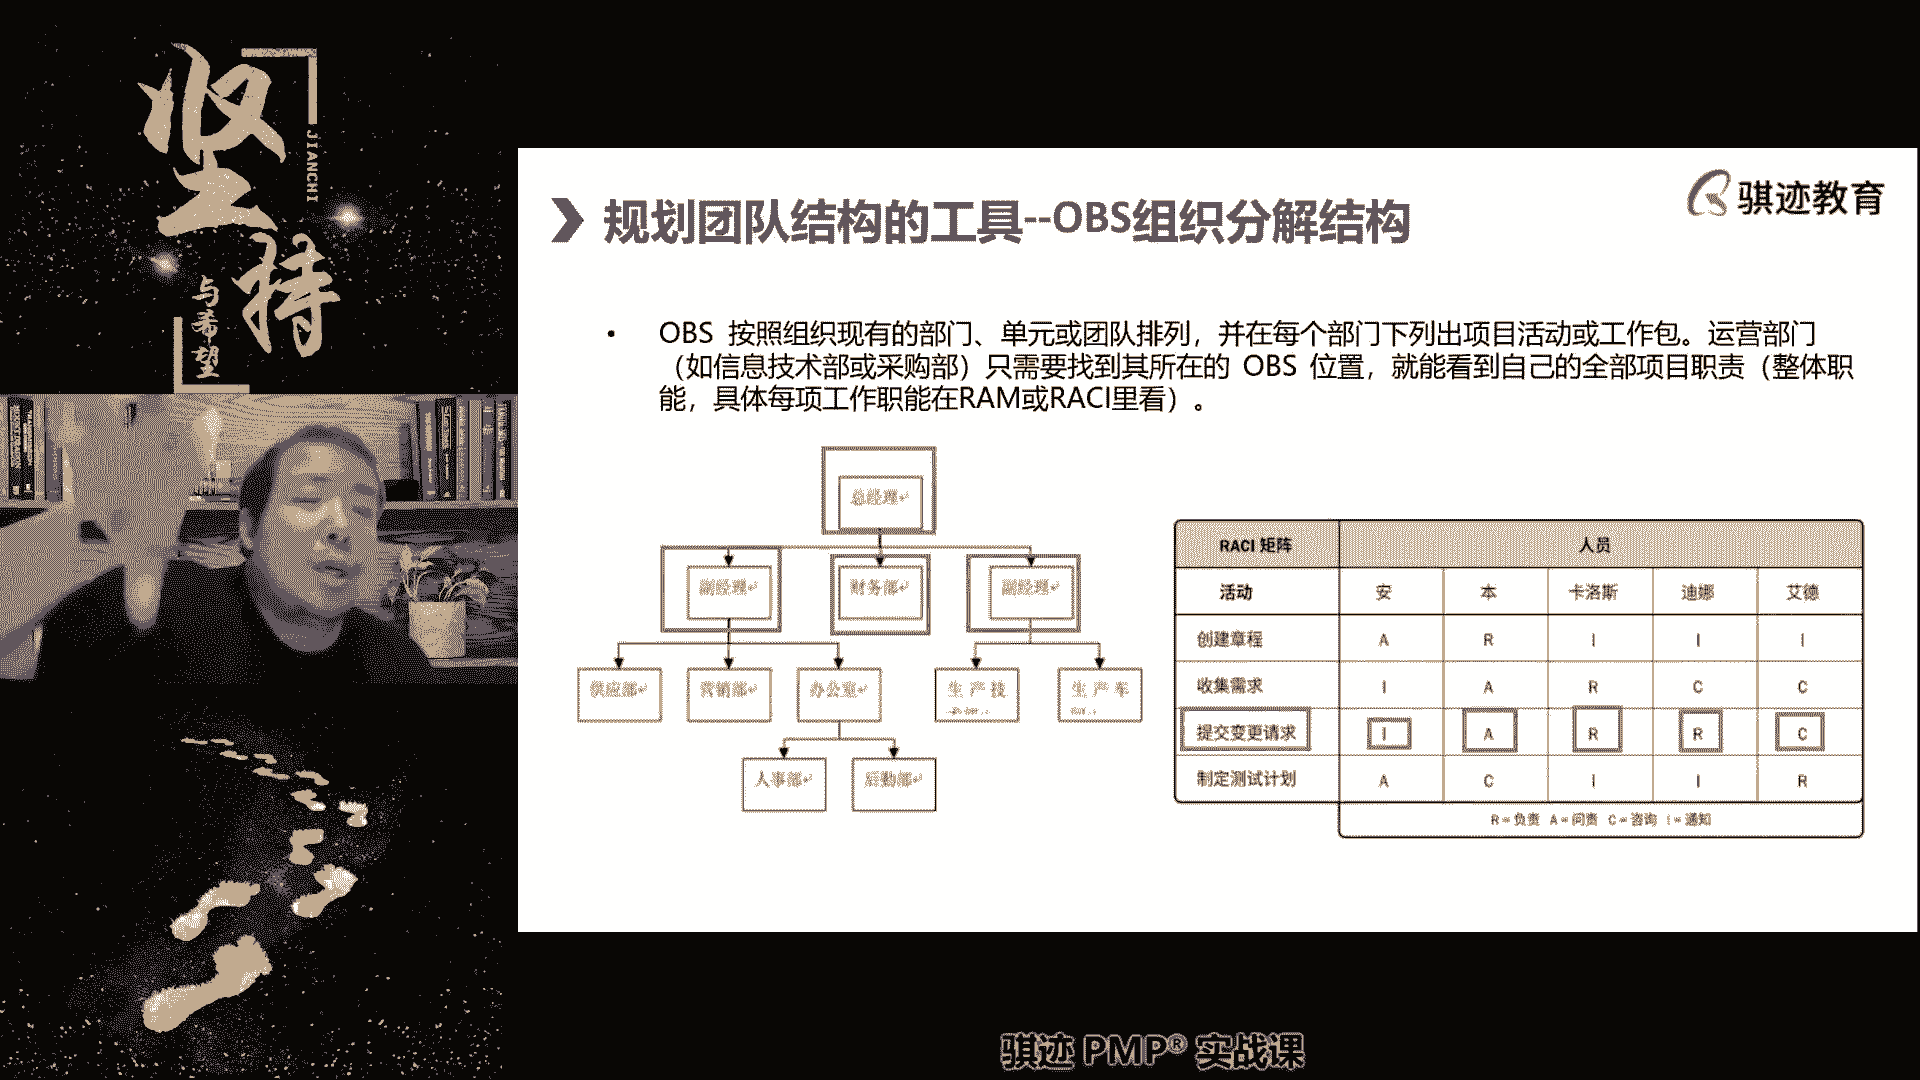 坚持
JIANCHI
与希望
骐迹教育
规划团队结构的工具--OBS组织分解结构
• OBS 按照组织现有的部门、单元或团队排列，并在每个部门下列出项目活动或工作包。运营部门
（如信息技术部或采购部）只需要找到其所在的 OBS 位置，就能看到自己的全部项目职责（整体职
能，具体每项工作职能在RAM或RACI里看）。
总经理
副经理 财务部 副经理
供应部 营销部 办公室 生产技 生产车
人事部 后勤部
RACI 矩阵 人员
活动 安 本 卡洛斯 迪娜 艾德
创建章程 A R I I I
收集需求 I A R C C
提交变更请求 I A R R C
制定测试计划 A C I I R
R = 负责 A = 问责 C = 咨询 I = 通知
骐迹 PMP® 实战课